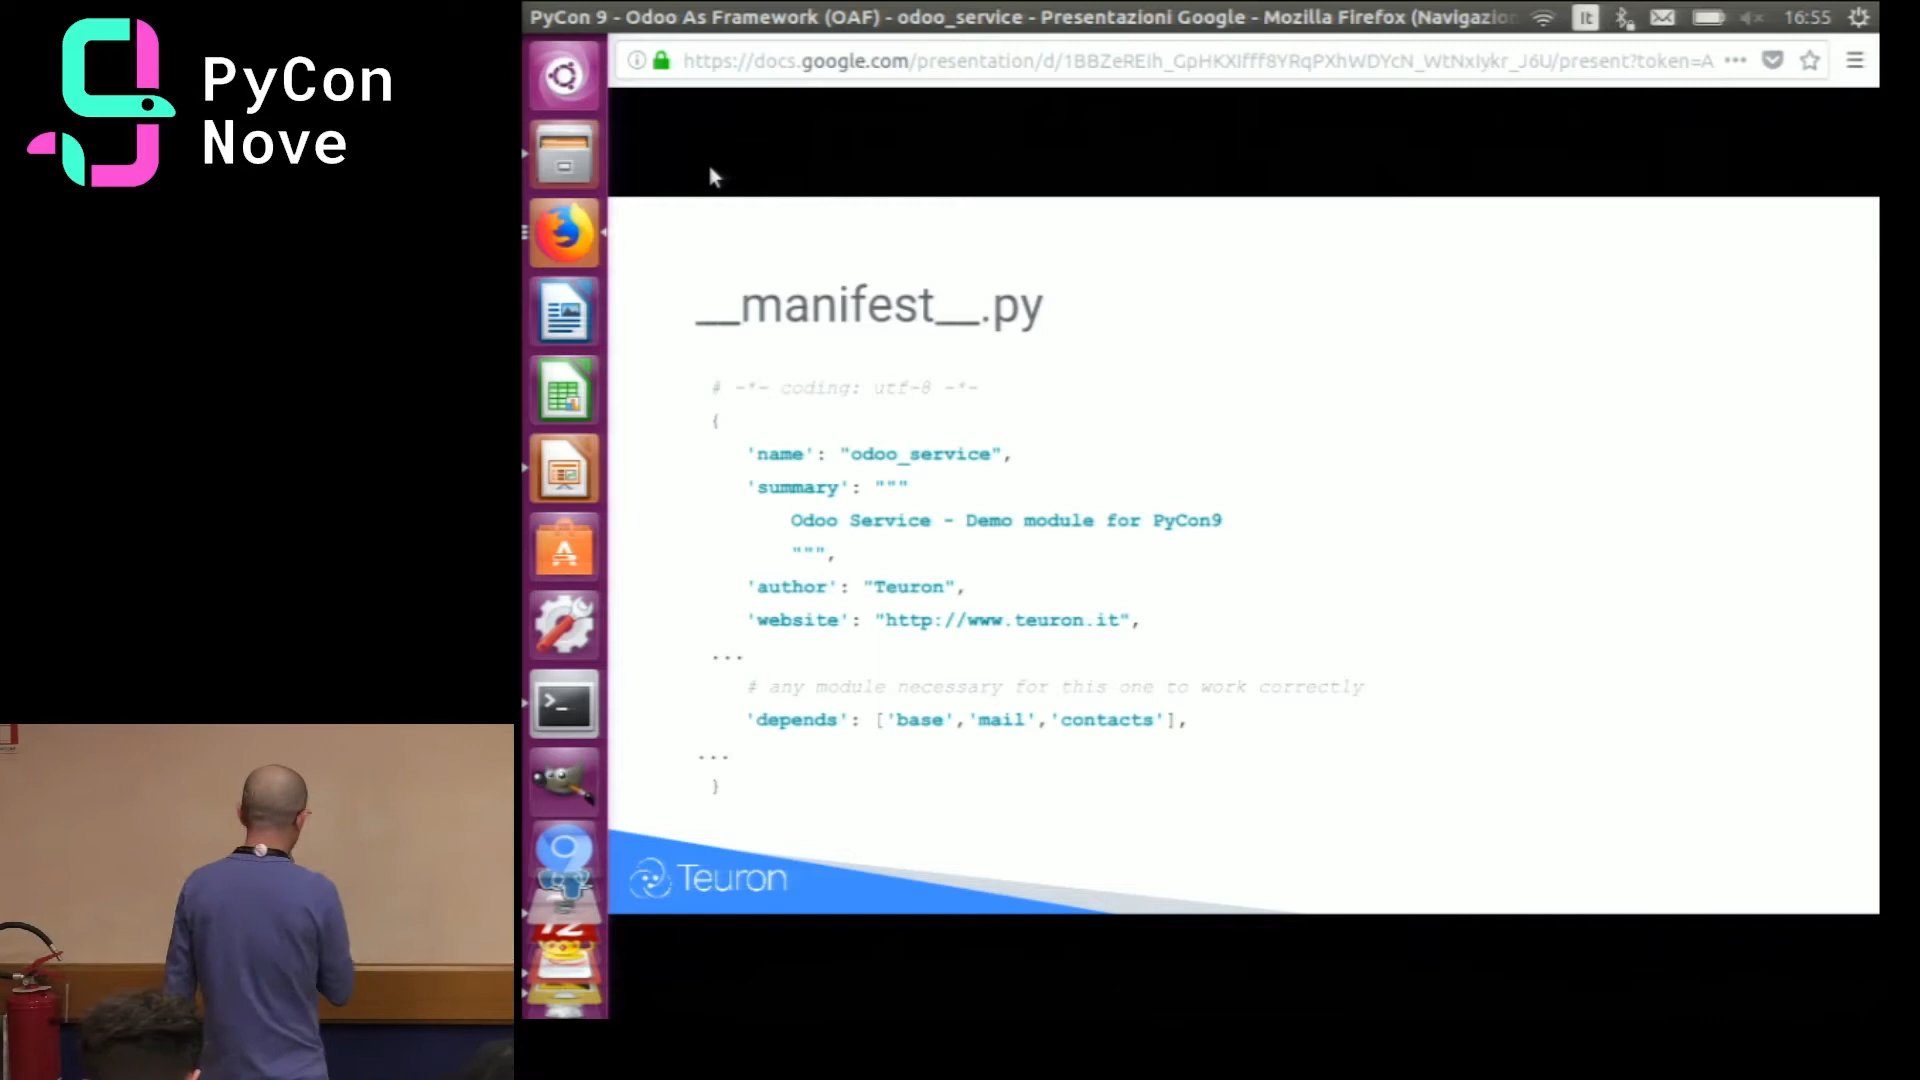 PyCon
Nove
PyCon 9 - Odoo As Framework (OAF) - odoo_service - Presentazioni Google - Mozilla Firefox (Navigazio
It
16:55
https://docs.google.com/presentation/d/1BBZeREIh_GpHKXIfff8YRqPXhWDYcN_WtNxIykr_J6U/present?token=A
__manifest__.py
# -*- coding: utf-8 -*-
{
'name': "odoo_service",
'summary': """
Odoo Service - Demo module for PyCon9
""",
'author': "Teuron",
'website': "http://www.teuron.it",
...
# any module necessary for this one to work correctly
'depends': ['base','mail','contacts'],
...
}
Teuron